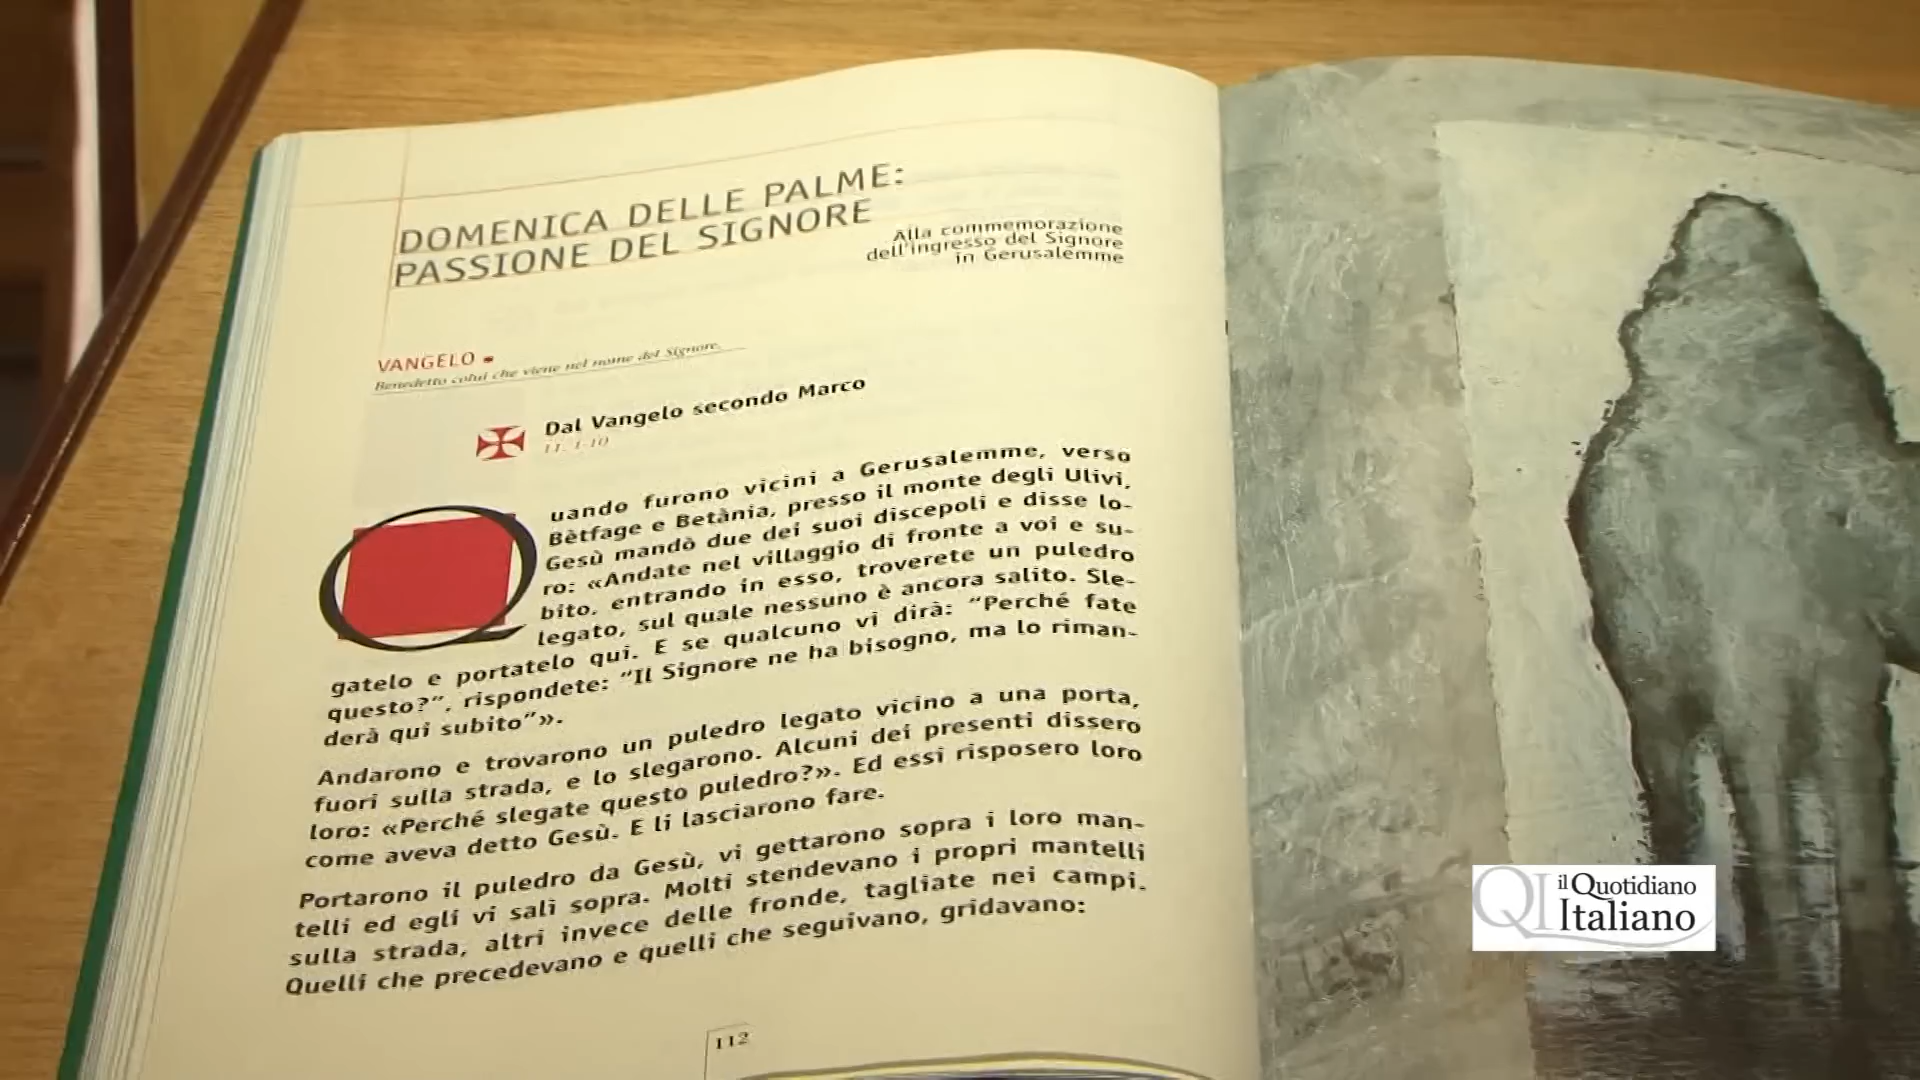 DOMENICA DELLE PALME:
PASSIONE DEL SIGNORE
Alla commemorazione
dell'ingresso del Signore
in Gerusalemme
VANGELO
Benedetto colui che viene nel nome del Signore.
Dal Vangelo secondo Marco
11, 1-10
Quando furono vicini a Gerusalemme, verso
Bètfage e Betània, presso il monte degli Ulivi,
Gesù mandò due dei suoi discepoli e disse lo-
ro: «Andate nel villaggio di fronte a voi e su-
bito, entrando in esso, troverete un puledro
legato, sul quale nessuno è ancora salito. Sle-
gatelo e portatelo qui. E se qualcuno vi dirà: “Perché fate
questo?”, rispondete: “Il Signore ne ha bisogno, ma lo riman-
derà qui subito”».
Andarono e trovarono un puledro legato vicino a una porta,
fuori sulla strada, e lo slegarono. Alcuni dei presenti dissero
loro: «Perché slegate questo puledro?». Ed essi risposero loro
come aveva detto Gesù. E li lasciarono fare.
Portarono il puledro da Gesù, vi gettarono sopra i loro man-
telli ed egli vi salì sopra. Molti stendevano i propri mantelli
sulla strada, altri invece delle fronde, tagliate nei campi.
Quelli che precedevano e quelli che seguivano, gridavano:
112
QI il Quotidiano
Italiano